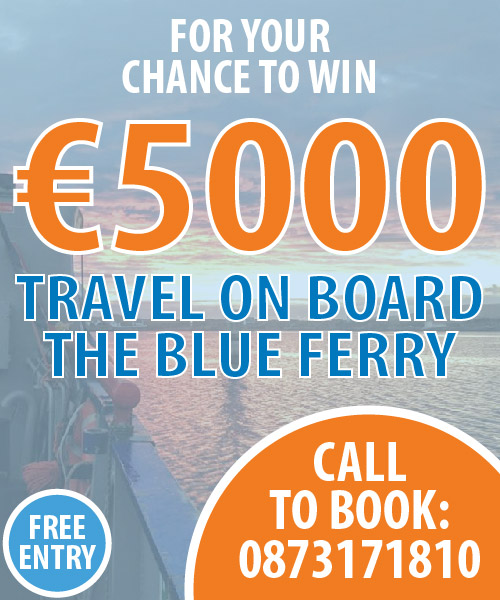 FOR YOUR
CHANCE TO WIN
€5000
TRAVEL ON BOARD
THE BLUE FERRY
CALL
TO BOOK:
0873171810
FREE
ENTRY